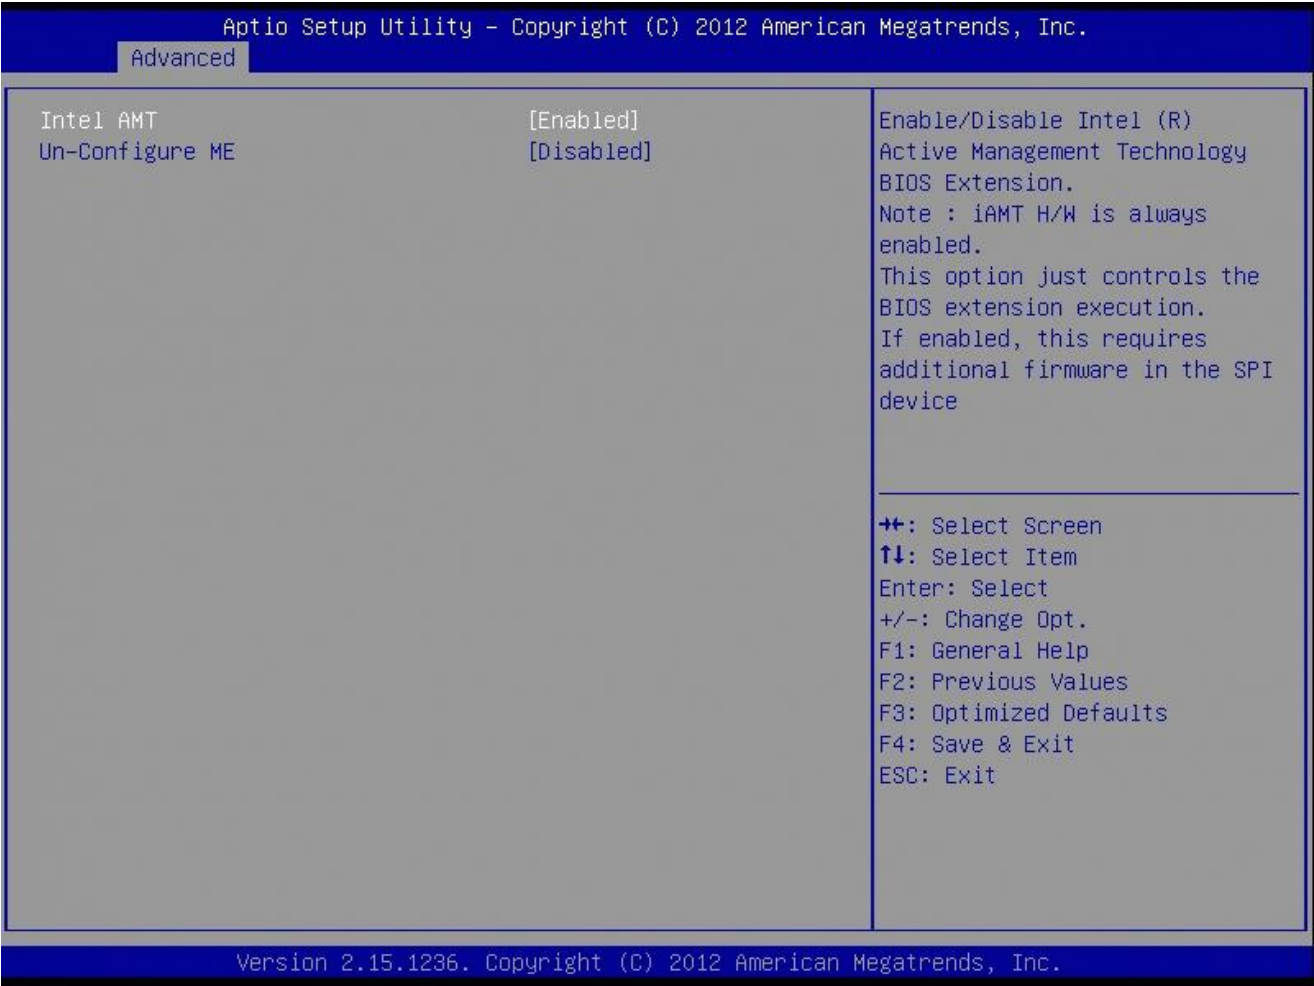 Aptio Setup Utility – Copyright (C) 2012 American Megatrends, Inc.
Advanced
Intel AMT [Enabled]
Un-Configure ME [Disabled]
Enable/Disable Intel (R)
Active Management Technology
BIOS Extension.
Note : iAMT H/W is always
enabled.
This option just controls the
BIOS extension execution.
If enabled, this requires
additional firmware in the SPI
device
→←: Select Screen
↑↓: Select Item
Enter: Select
+/-: Change Opt.
F1: General Help
F2: Previous Values
F3: Optimized Defaults
F4: Save & Exit
ESC: Exit
Version 2.15.1236. Copyright (C) 2012 American Megatrends, Inc.